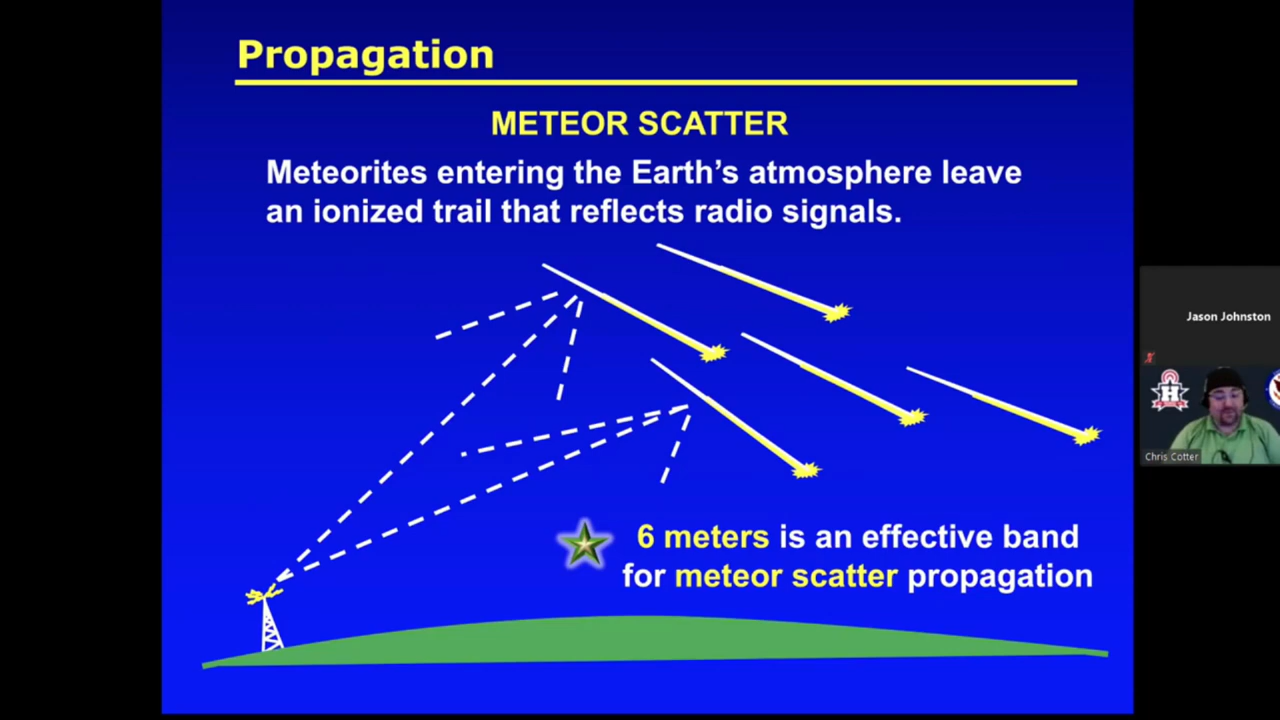 Propagation
METEOR SCATTER
Meteorites entering the Earth's atmosphere leave
an ionized trail that reflects radio signals.
6 meters is an effective band
for meteor scatter propagation
Jason Johnston
H
Chris Cotter